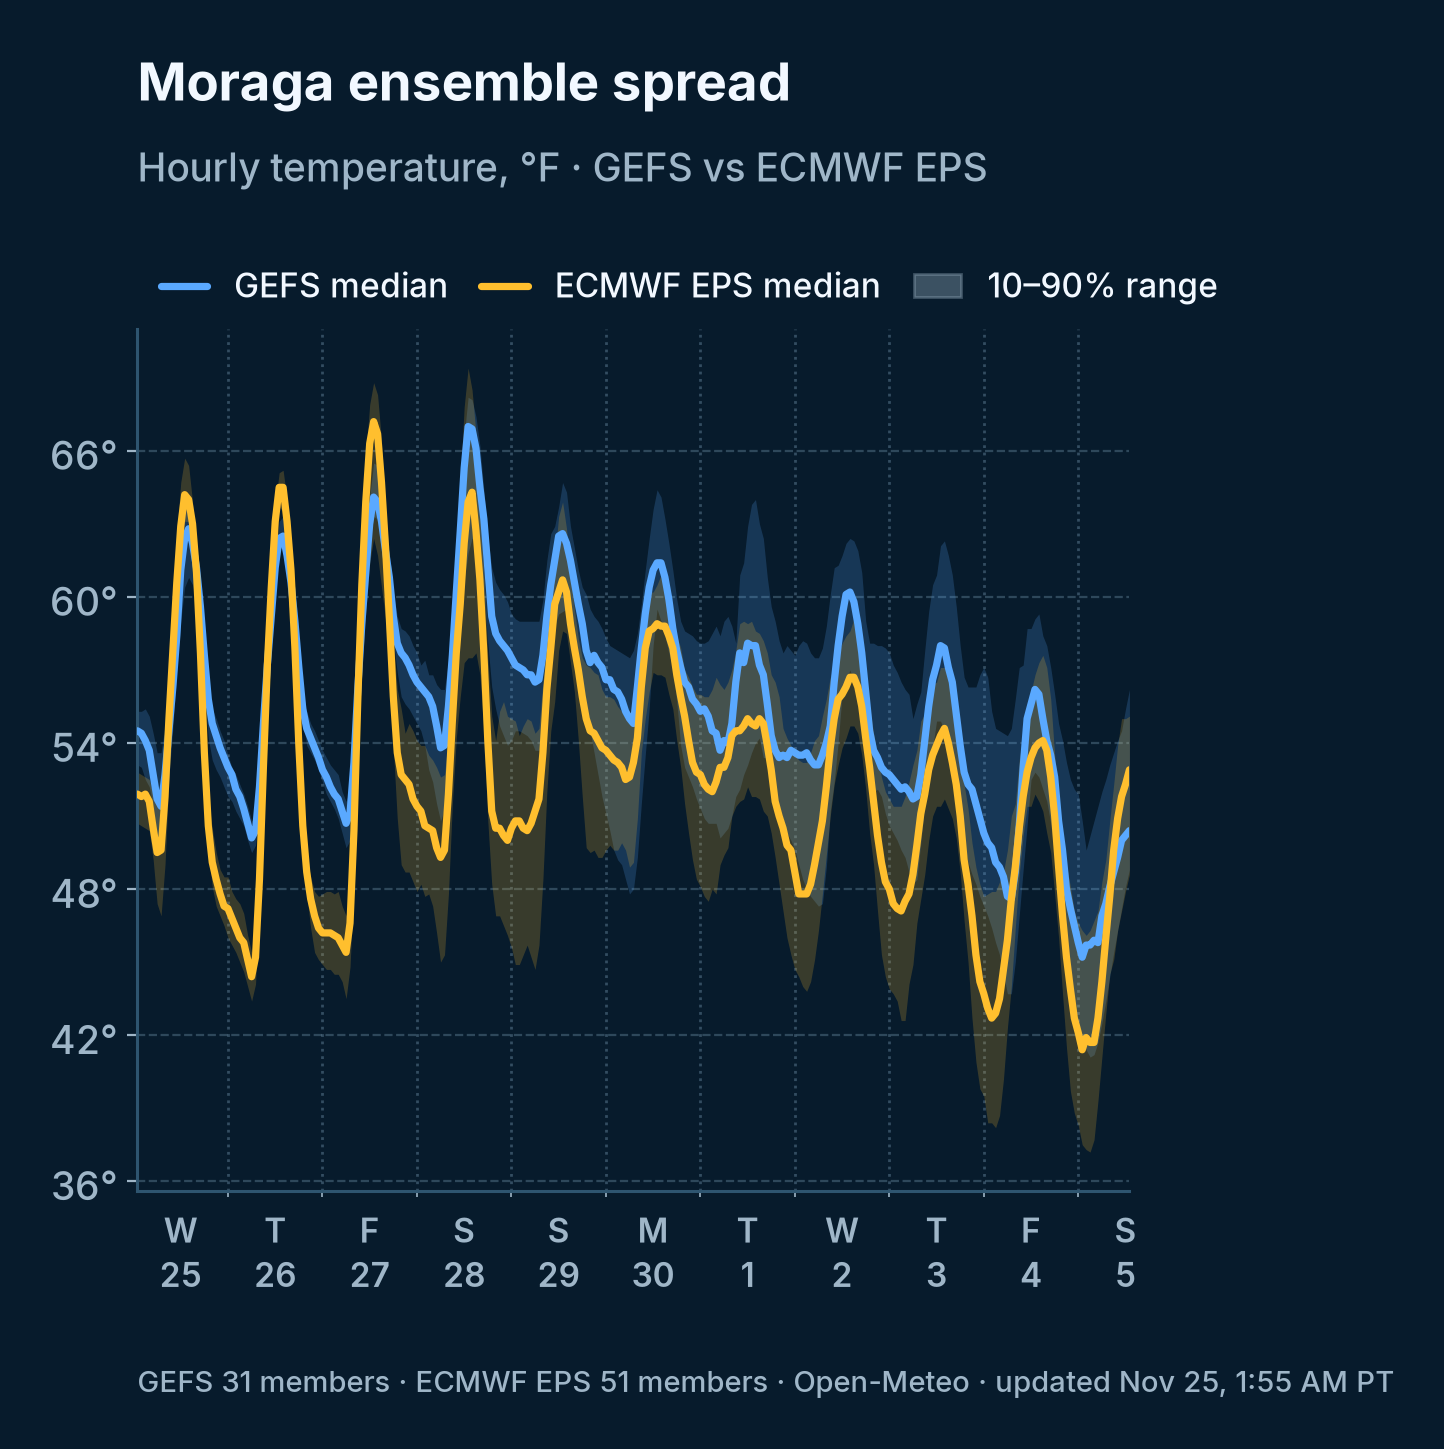 Moraga ensemble spread
Hourly temperature, °F · GEFS vs ECMWF EPS
GEFS median ECMWF EPS median 10–90% range
66°
60°
54°
48°
42°
36°
W T F S S M T W T F S
25 26 27 28 29 30 1 2 3 4 5
GEFS 31 members · ECMWF EPS 51 members · Open-Meteo · updated Nov 25, 1:55 AM PT